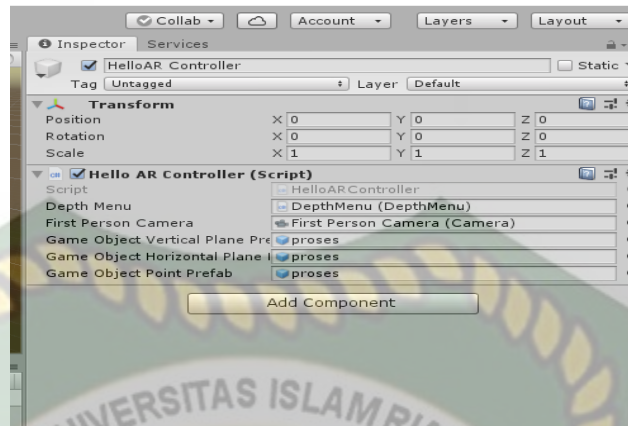 Collab Account Layers Layout
Inspector Services
HelloAR Controller Static
Tag Untagged Layer Default
Transform
Position X 0 Y 0 Z 0
Rotation X 0 Y 0 Z 0
Scale X 1 Y 1 Z 1
Hello AR Controller (Script)
Script HelloARController
Depth Menu DepthMenu (DepthMenu)
First Person Camera First Person Camera (Camera)
Game Object Vertical Plane Pre proses
Game Object Horizontal Plane proses
Game Object Point Prefab proses
Add Component
UNIVERSITAS ISLAM